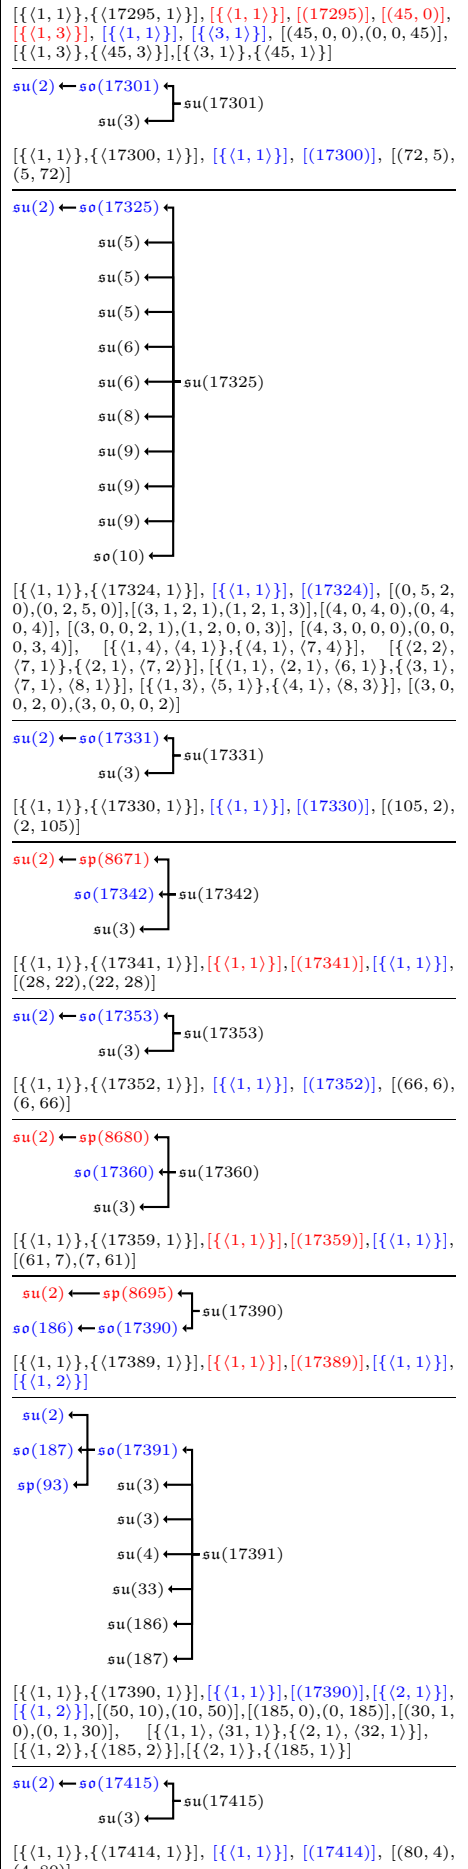 [{⟨1, 1⟩},{⟨17295, 1⟩}], [{⟨1, 1⟩}], [(17295)], [(45, 0)],
[{⟨1, 3⟩}], [{⟨1, 1⟩}], [{⟨3, 1⟩}], [(45, 0, 0),(0, 0, 45)],
[{⟨1, 3⟩},{⟨45, 3⟩}],[{⟨3, 1⟩},{⟨45, 1⟩}]
𝔰𝔲(2) 𝔰𝔬(17301)
𝔰𝔲(17301)
𝔰𝔲(3)
[{⟨1, 1⟩},{⟨17300, 1⟩}], [{⟨1, 1⟩}], [(17300)], [(72, 5),
(5, 72)]
𝔰𝔲(2) 𝔰𝔬(17325)
𝔰𝔲(5)
𝔰𝔲(5)
𝔰𝔲(5)
𝔰𝔲(6)
𝔰𝔲(6) 𝔰𝔲(17325)
𝔰𝔲(8)
𝔰𝔲(9)
𝔰𝔲(9)
𝔰𝔲(9)
𝔰𝔬(10)
[{⟨1, 1⟩},{⟨17324, 1⟩}], [{⟨1, 1⟩}], [(17324)], [(0, 5, 2,
0),(0, 2, 5, 0)],[(3, 1, 2, 1),(1, 2, 1, 3)],[(4, 0, 4, 0),(0, 4,
0, 4)], [(3, 0, 0, 2, 1),(1, 2, 0, 0, 3)], [(4, 3, 0, 0, 0),(0, 0,
0, 3, 4)], [{⟨1, 4⟩, ⟨4, 1⟩},{⟨4, 1⟩, ⟨7, 4⟩}], [{⟨2, 2⟩,
⟨7, 1⟩},{⟨2, 1⟩, ⟨7, 2⟩}],[{⟨1, 1⟩, ⟨2, 1⟩, ⟨6, 1⟩},{⟨3, 1⟩,
⟨7, 1⟩, ⟨8, 1⟩}], [{⟨1, 3⟩, ⟨5, 1⟩},{⟨4, 1⟩, ⟨8, 3⟩}], [(3, 0,
0, 2, 0),(3, 0, 0, 0, 2)]
𝔰𝔲(2) 𝔰𝔬(17331)
𝔰𝔲(17331)
𝔰𝔲(3)
[{⟨1, 1⟩},{⟨17330, 1⟩}], [{⟨1, 1⟩}], [(17330)], [(105, 2),
(2, 105)]
𝔰𝔲(2) 𝔰𝔭(8671)
𝔰𝔬(17342) 𝔰𝔲(17342)
𝔰𝔲(3)
[{⟨1, 1⟩},{⟨17341, 1⟩}],[{⟨1, 1⟩}],[(17341)],[{⟨1, 1⟩}],
[(28, 22),(22, 28)]
𝔰𝔲(2) 𝔰𝔬(17353)
𝔰𝔲(17353)
𝔰𝔲(3)
[{⟨1, 1⟩},{⟨17352, 1⟩}], [{⟨1, 1⟩}], [(17352)], [(66, 6),
(6, 66)]
𝔰𝔲(2) 𝔰𝔭(8680)
𝔰𝔬(17360) 𝔰𝔲(17360)
𝔰𝔲(3)
[{⟨1, 1⟩},{⟨17359, 1⟩}],[{⟨1, 1⟩}],[(17359)],[{⟨1, 1⟩}],
[(61, 7),(7, 61)]
𝔰𝔲(2) 𝔰𝔭(8695)
𝔰𝔲(17390)
𝔰𝔬(186) 𝔰𝔬(17390)
[{⟨1, 1⟩},{⟨17389, 1⟩}],[{⟨1, 1⟩}],[(17389)],[{⟨1, 1⟩}],
[{⟨1, 2⟩}]
𝔰𝔲(2)
𝔰𝔬(187) 𝔰𝔬(17391)
𝔰𝔭(93) 𝔰𝔲(3)
𝔰𝔲(3)
𝔰𝔲(4) 𝔰𝔲(17391)
𝔰𝔲(33)
𝔰𝔲(186)
𝔰𝔲(187)
[{⟨1, 1⟩},{⟨17390, 1⟩}],[{⟨1, 1⟩}],[(17390)],[{⟨2, 1⟩}],
[{⟨1, 2⟩}],[(50, 10),(10, 50)],[(185, 0),(0, 185)],[(30, 1,
0),(0, 1, 30)], [{⟨1, 1⟩, ⟨31, 1⟩},{⟨2, 1⟩, ⟨32, 1⟩}],
[{⟨1, 2⟩},{⟨185, 2⟩}],[{⟨2, 1⟩},{⟨185, 1⟩}]
𝔰𝔲(2) 𝔰𝔬(17415)
𝔰𝔲(17415)
𝔰𝔲(3)
[{⟨1, 1⟩},{⟨17414, 1⟩}], [{⟨1, 1⟩}], [(17414)], [(80, 4),